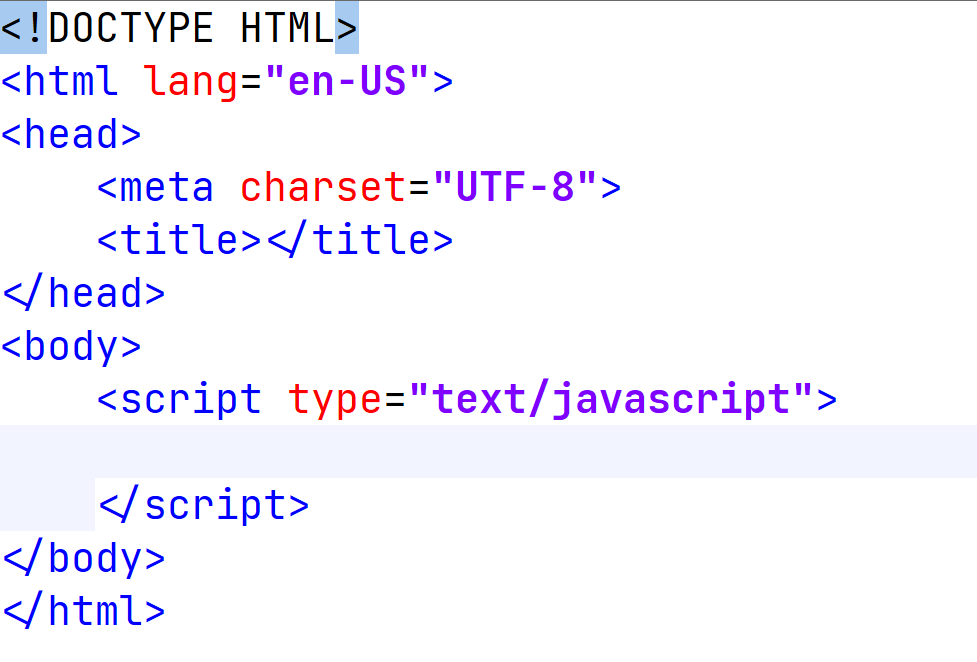 <!DOCTYPE HTML>
<html lang="en-US">
<head>
    <meta charset="UTF-8">
    <title></title>
</head>
<body>
    <script type="text/javascript">

    </script>
</body>
</html>